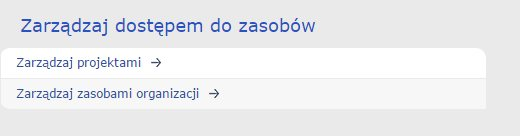 Zarządzaj dostępem do zasobów
Zarządzaj projektami →
Zarządzaj zasobami organizacji →